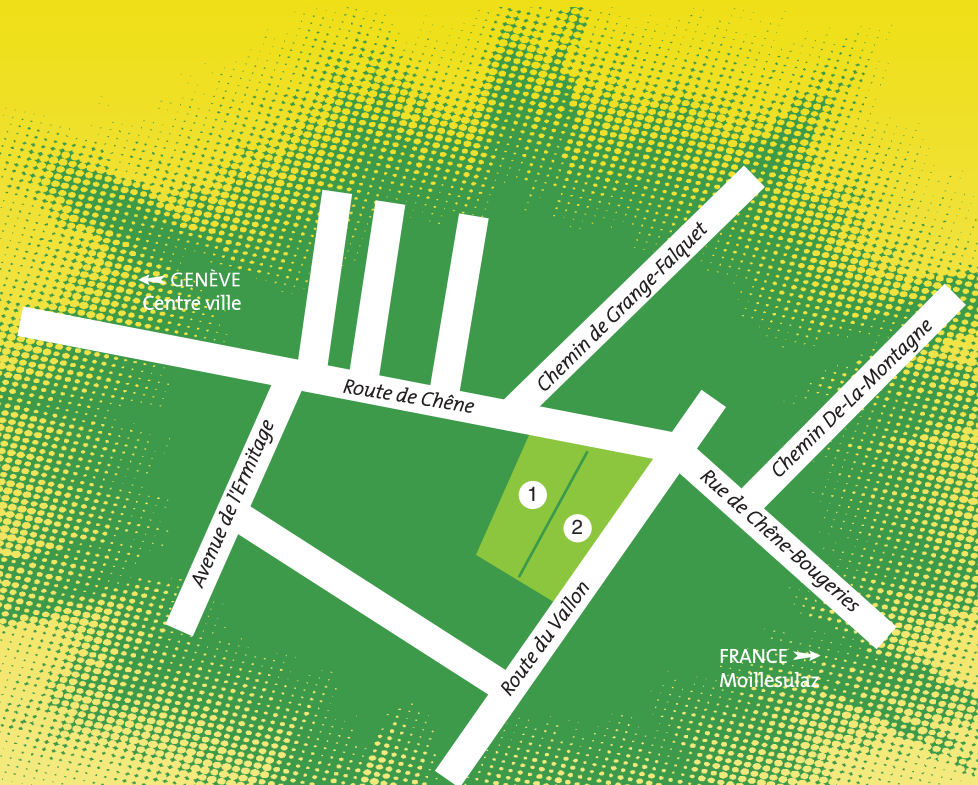 GENÈVE
Centre ville
Chemin de Grange-Falquet
Route de Chêne
Chemin De-La-Montagne
Avenue de l'Ermitage
1
2
Rue de Chêne-Bougeries
Route du Vallon
FRANCE
Moillesulaz